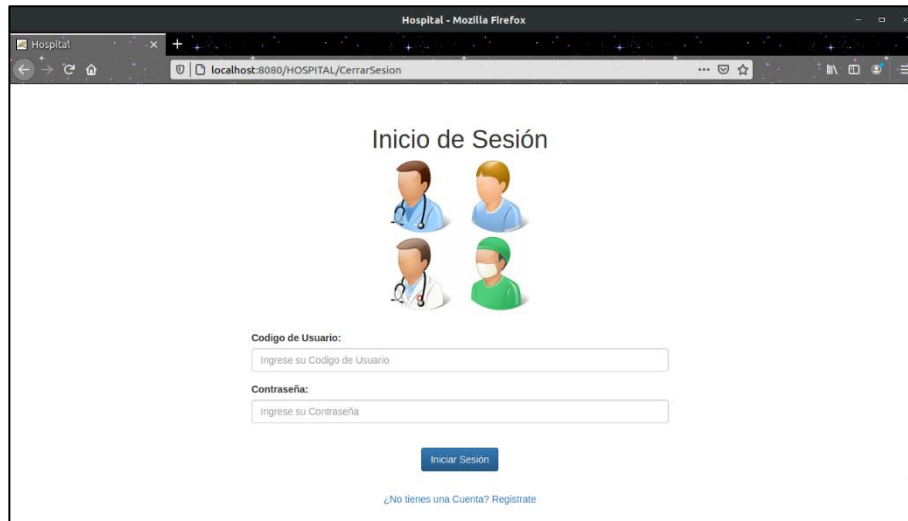 Hospital - Mozilla Firefox
Hospital
localhost:8080/HOSPITAL/CerrarSesion
Inicio de Sesión
Codigo de Usuario:
Ingrese su Codigo de Usuario
Contraseña:
Ingrese su Contraseña
Iniciar Sesión
¿No tienes una Cuenta? Registrate